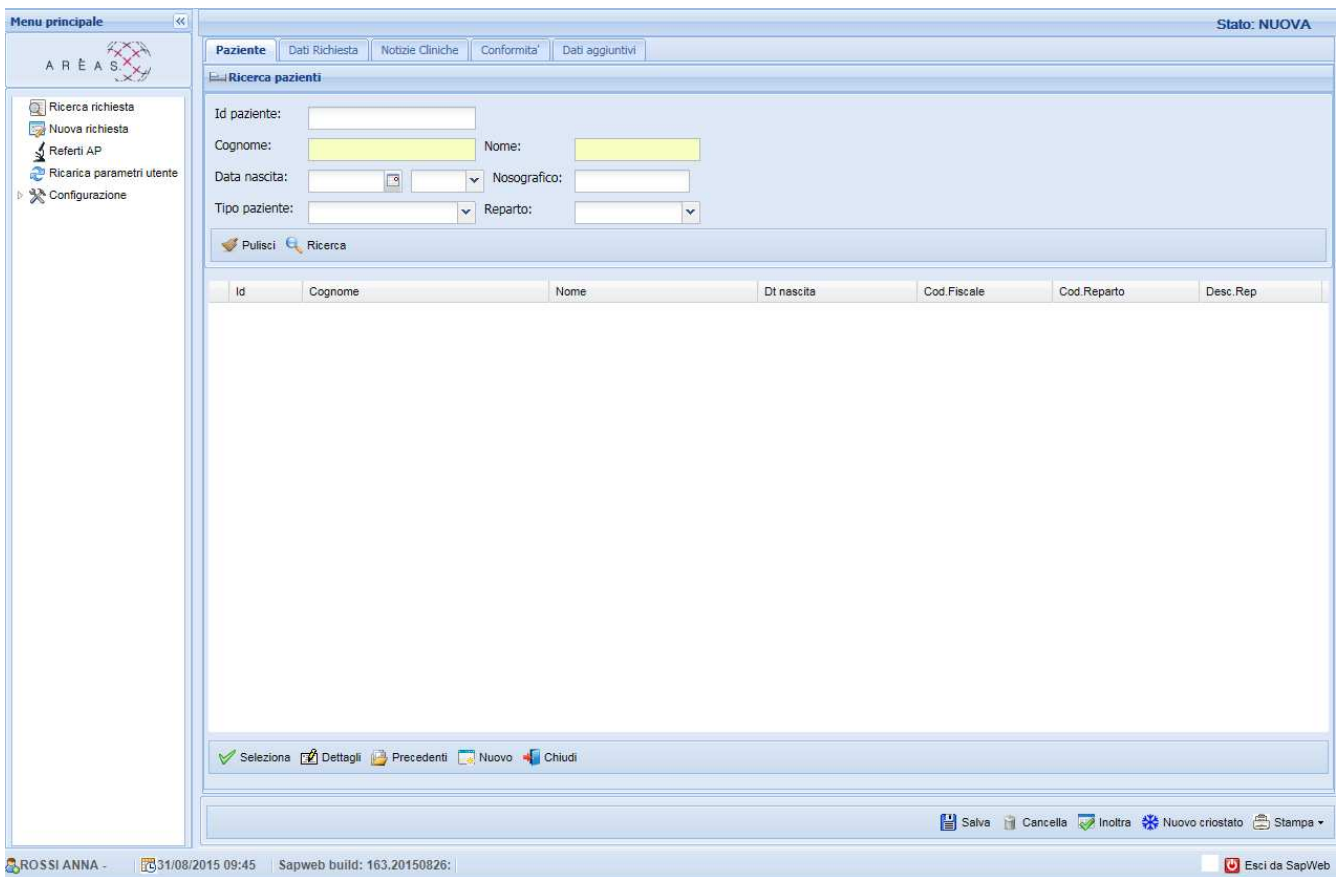 Menu principale
Stato: NUOVA
ARÈAS
Ricerca richiesta
Nuova richiesta
Referti AP
Ricarica parametri utente
Configurazione
Paziente Dati Richiesta Notizie Cliniche Conformita' Dati aggiuntivi
Ricerca pazienti
Id paziente:
Cognome: Nome:
Data nascita: Nosografico:
Tipo paziente: Reparto:
Pulisci Ricerca
Id Cognome Nome Dt nascita Cod.Fiscale Cod.Reparto Desc.Rep
Seleziona Dettagli Precedenti Nuovo Chiudi
Salva Cancella Inoltra Nuovo criostato Stampa
ROSSI ANNA - 31/08/2015 09:45 Sapweb build: 163.20150826: Esci da SapWeb